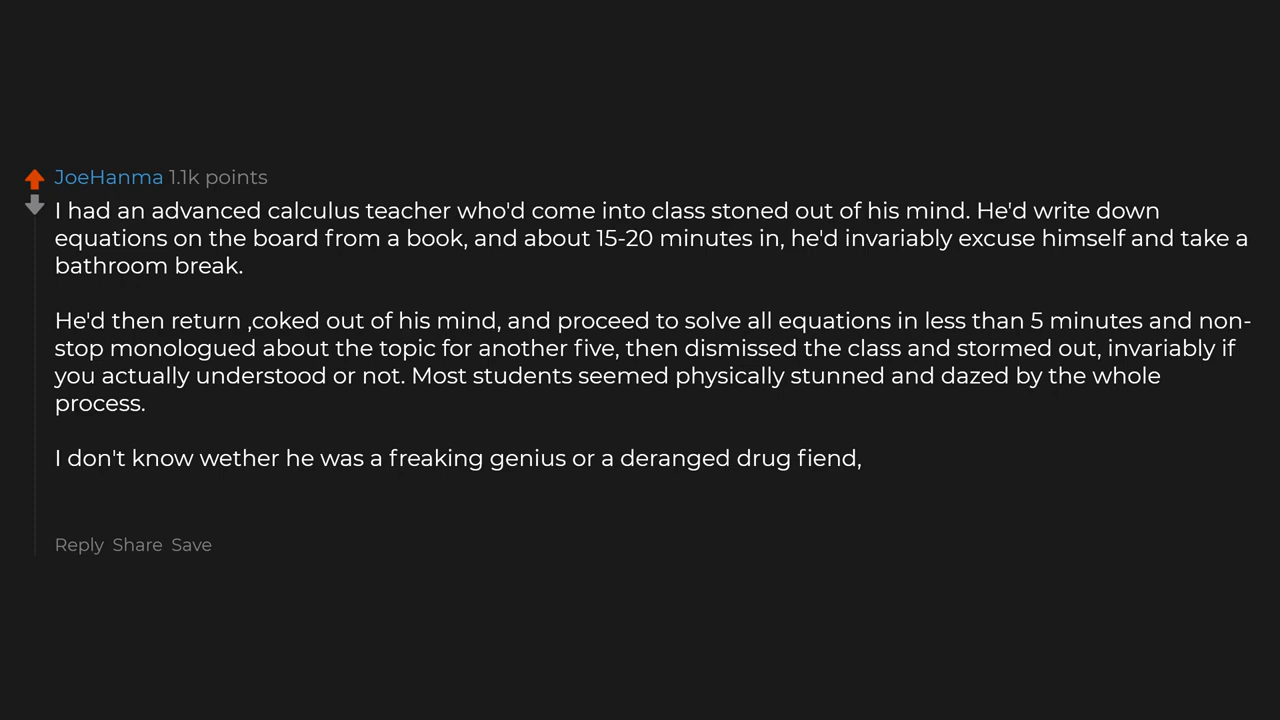 JoeHanma 1.1k points
I had an advanced calculus teacher who'd come into class stoned out of his mind. He'd write down
equations on the board from a book, and about 15-20 minutes in, he'd invariably excuse himself and take a
bathroom break.
He'd then return ,coked out of his mind, and proceed to solve all equations in less than 5 minutes and non-
stop monologued about the topic for another five, then dismissed the class and stormed out, invariably if
you actually understood or not. Most students seemed physically stunned and dazed by the whole
process.
I don't know wether he was a freaking genius or a deranged drug fiend,
Reply Share Save